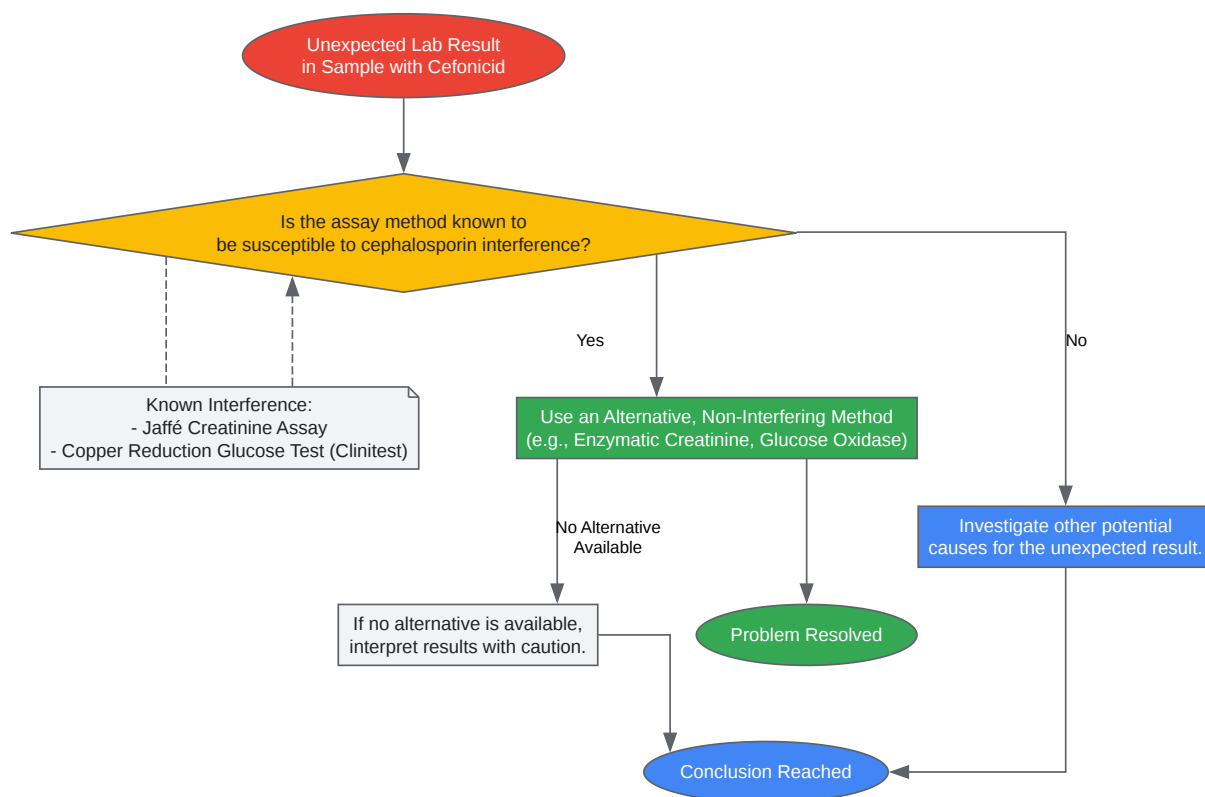 Unexpected Lab Result
in Sample with Cefonicid
Is the assay method known to
be susceptible to cephalosporin interference?
Yes
No
Known Interference:
- Jaffé Creatinine Assay
- Copper Reduction Glucose Test (Clinitest)
Use an Alternative, Non-Interfering Method
(e.g., Enzymatic Creatinine, Glucose Oxidase)
No Alternative
Available
Investigate other potential
causes for the unexpected result.
If no alternative is available,
interpret results with caution.
Problem Resolved
Conclusion Reached